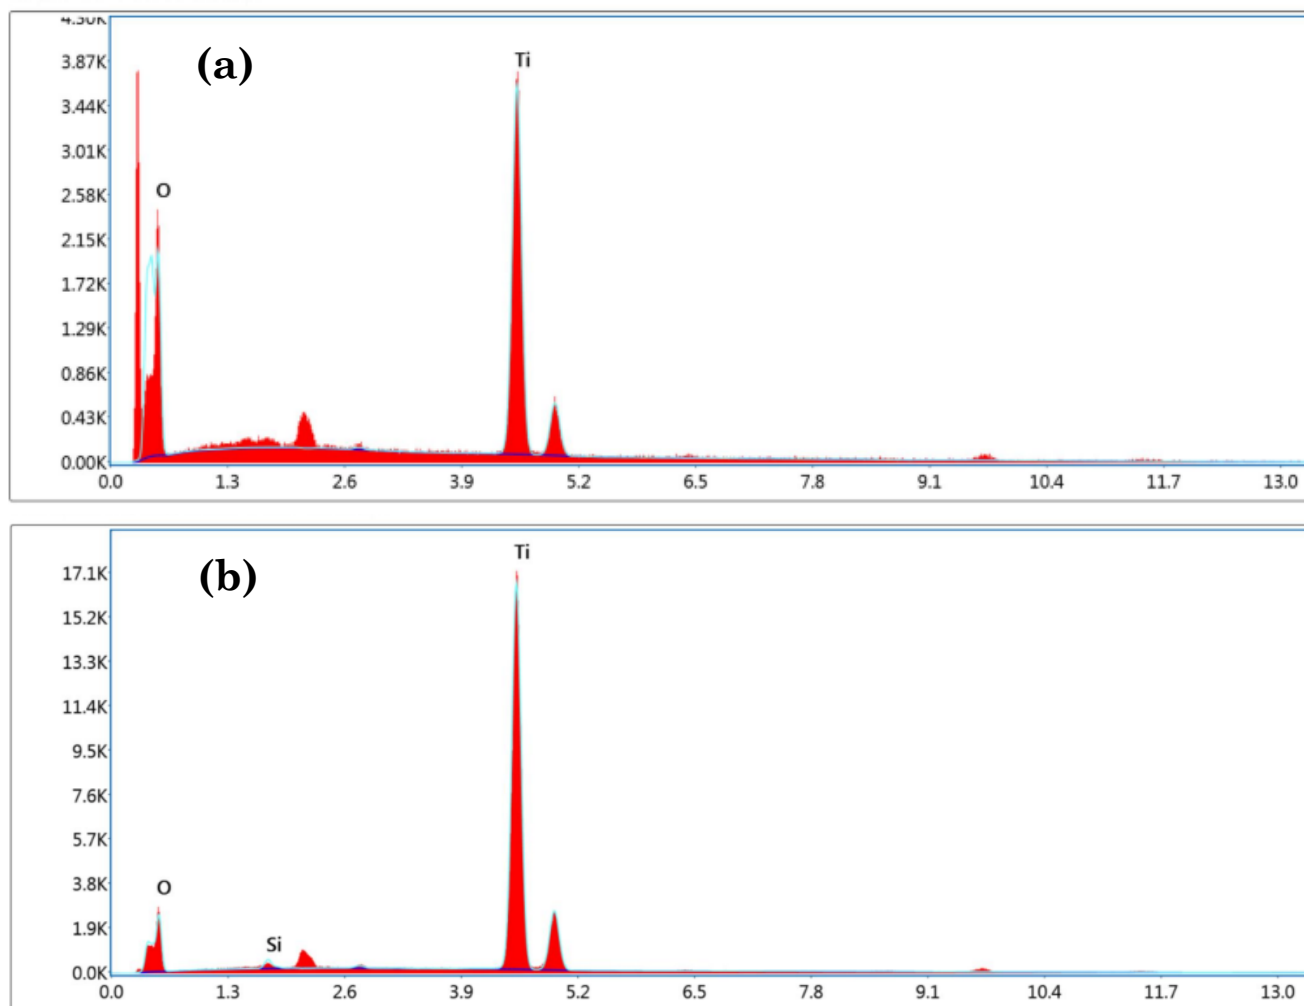 4.30K
(a)
Ti
3.87K
3.44K
3.01K
2.58K
O
2.15K
1.72K
1.29K
0.86K
0.43K
0.00K
0.0 1.3 2.6 3.9 5.2 6.5 7.8 9.1 10.4 11.7 13.0
(b)
Ti
17.1K
15.2K
13.3K
11.4K
9.5K
7.6K
5.7K
3.8K
O
1.9K
Si
0.0K
0.0 1.3 2.6 3.9 5.2 6.5 7.8 9.1 10.4 11.7 13.0